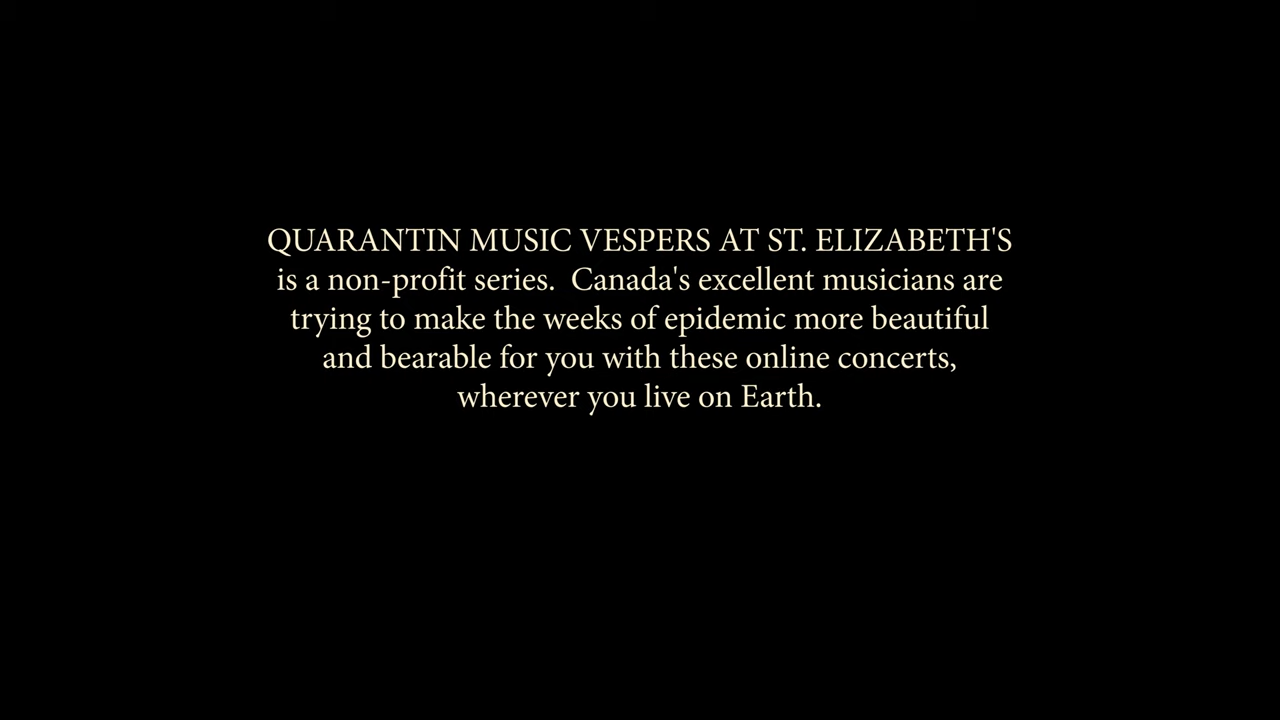 QUARANTIN MUSIC VESPERS AT ST. ELIZABETH'S
is a non-profit series.  Canada's excellent musicians are
trying to make the weeks of epidemic more beautiful
and bearable for you with these online concerts,
wherever you live on Earth.